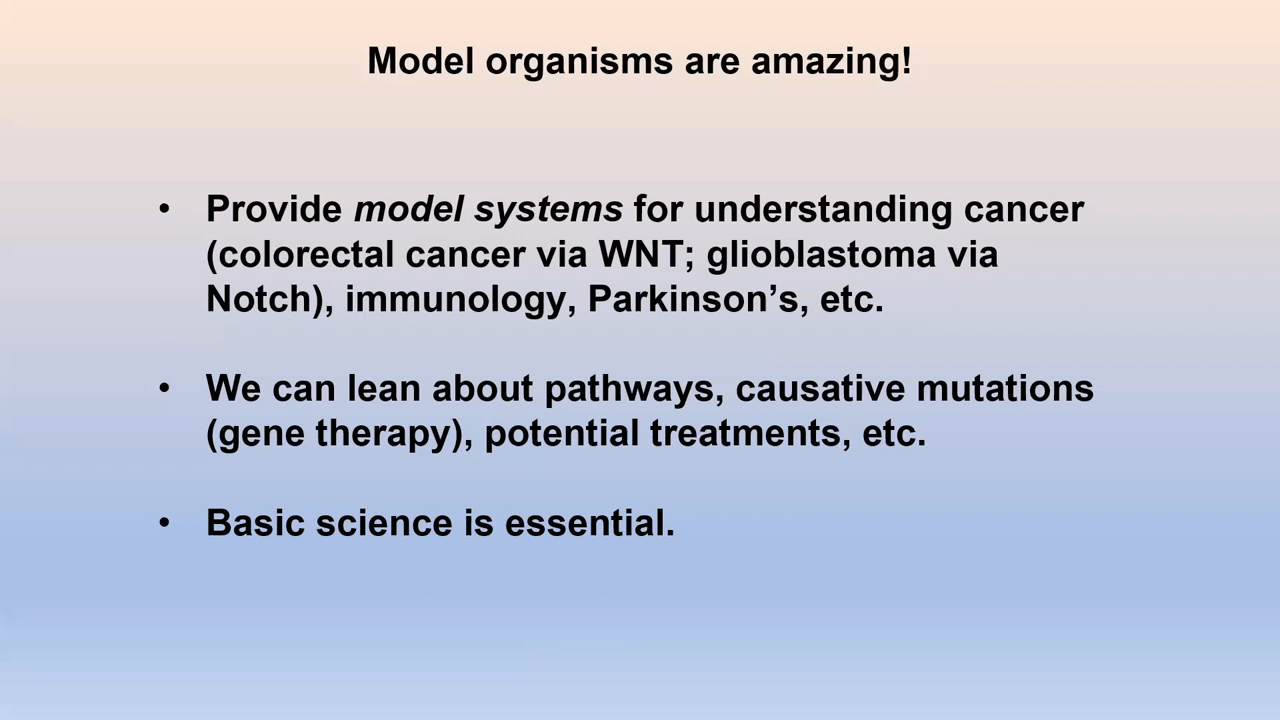 Model organisms are amazing!
• Provide model systems for understanding cancer
(colorectal cancer via WNT; glioblastoma via
Notch), immunology, Parkinson’s, etc.
• We can lean about pathways, causative mutations
(gene therapy), potential treatments, etc.
• Basic science is essential.